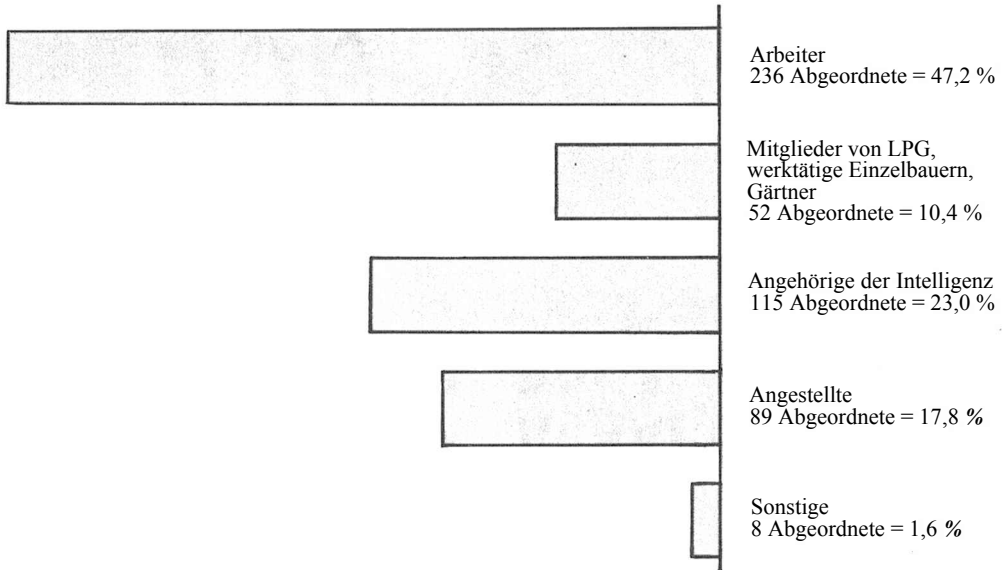 Arbeiter
236 Abgeordnete = 47,2 %
Mitglieder von LPG,
werktätige Einzelbauern,
Gärtner
52 Abgeordnete = 10,4 %
Angehörige der Intelligenz
115 Abgeordnete = 23,0 %
Angestellte
89 Abgeordnete = 17,8 %
Sonstige
8 Abgeordnete = 1,6 %